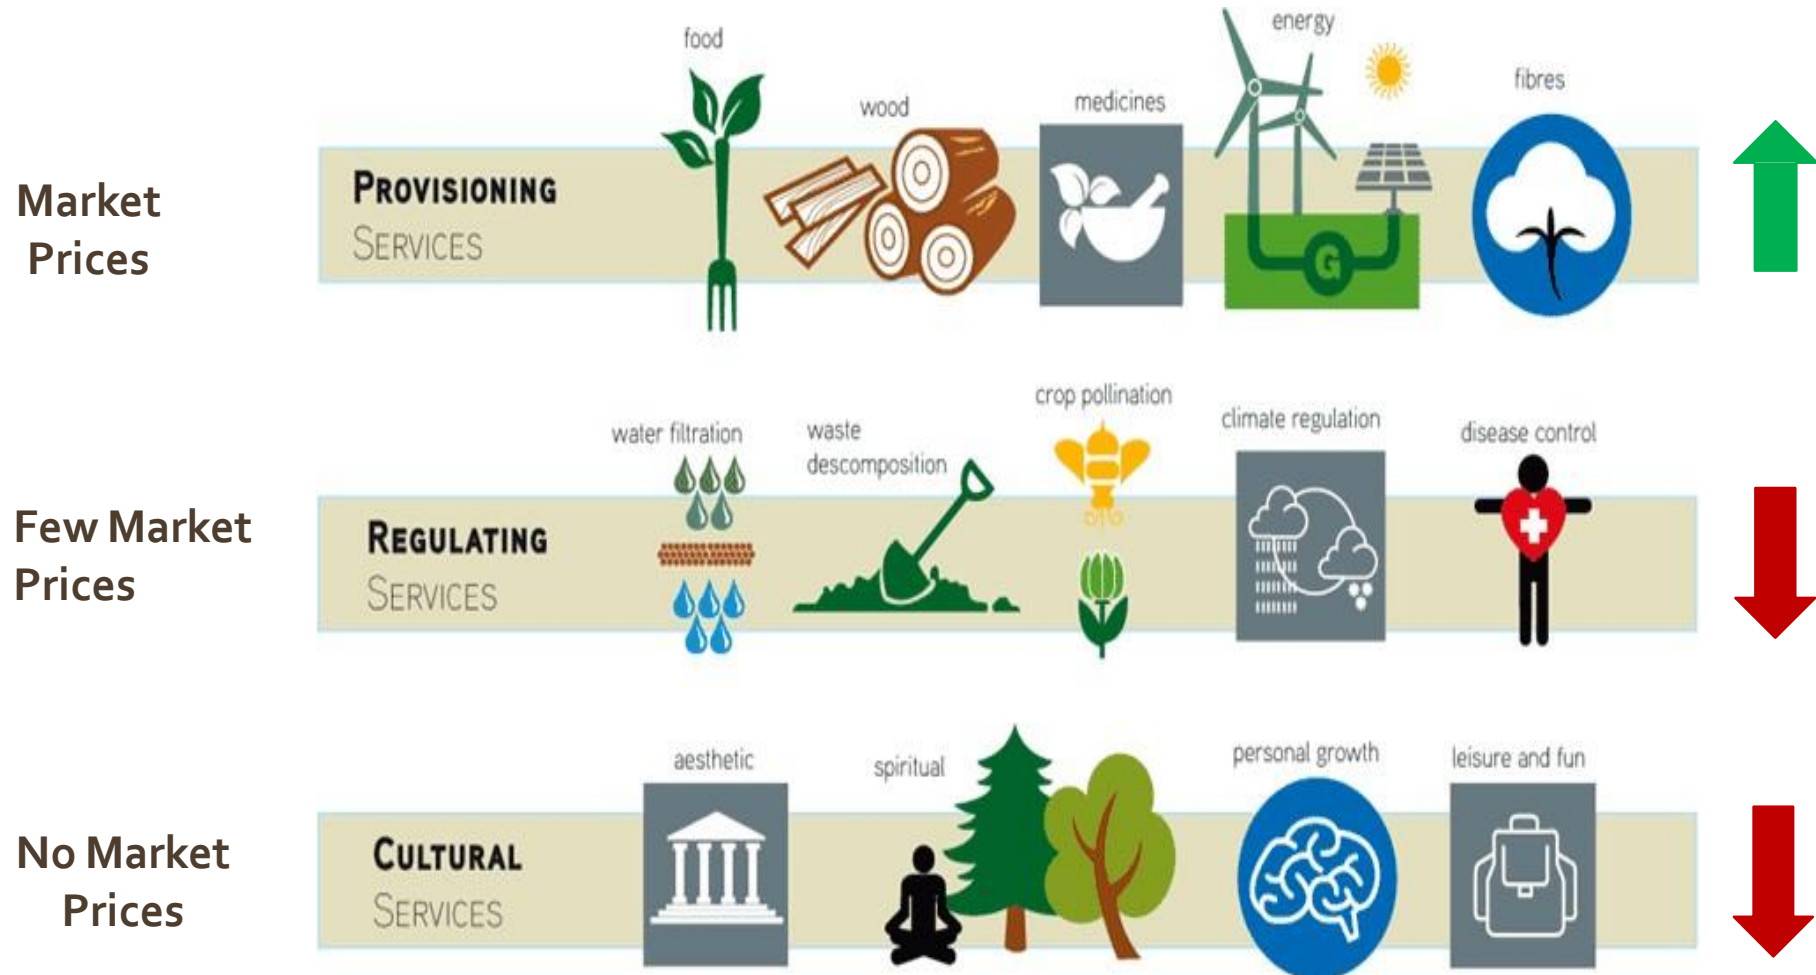 Market
Prices
PROVISIONING
SERVICES
food
wood
medicines
energy
G
fibres
Few Market
Prices
REGULATING
SERVICES
water filtration
waste
descomposition
crop pollination
climate regulation
disease control
No Market
Prices
CULTURAL
SERVICES
aesthetic
spiritual
personal growth
leisure and fun